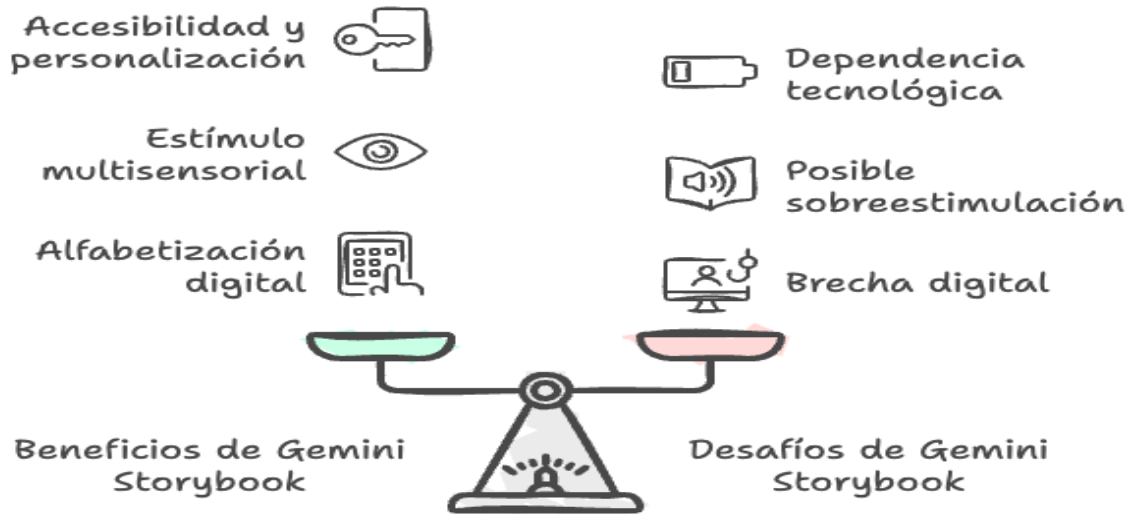 Accesibilidad y
personalización
Estímulo
multisensorial
Alfabetización
digital
Dependencia
tecnológica
Posible
sobreestimulación
Brecha digital
Beneficios de Gemini
Storybook
Desafíos de Gemini
Storybook